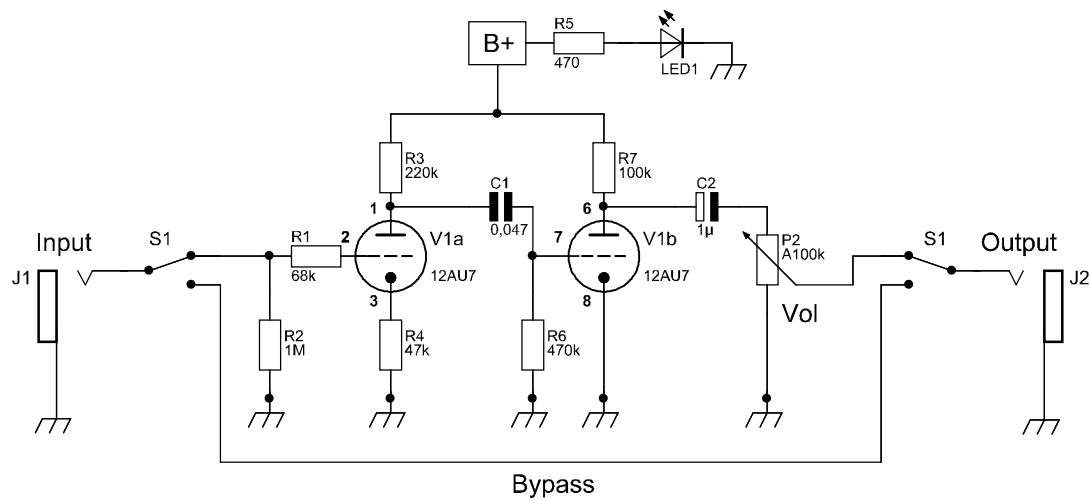 B+
R5
470
LED1
R3
220k
R7
100k
1
C1
0,047
6
C2
1µ
Input
S1
R1
68k
2
V1a
12AU7
7
V1b
12AU7
P2
A100k
S1
Output
J1
J2
3
8
Vol
R2
1M
R4
47k
R6
470k
Bypass